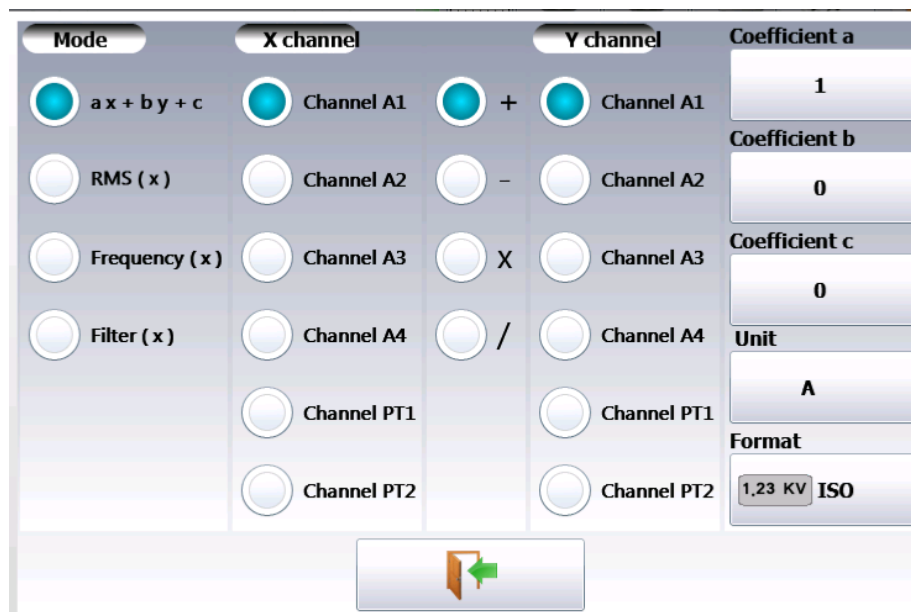 Mode
X channel
Y channel
Coefficient a
a x + b y + c
Channel A1
+
Channel A1
1
Coefficient b
RMS ( x )
Channel A2
–
Channel A2
0
Coefficient c
Frequency ( x )
Channel A3
X
Channel A3
0
Filter ( x )
Channel A4
/
Channel A4
Unit
A
Channel PT1
Channel PT1
Format
Channel PT2
Channel PT2
1,23 KV ISO